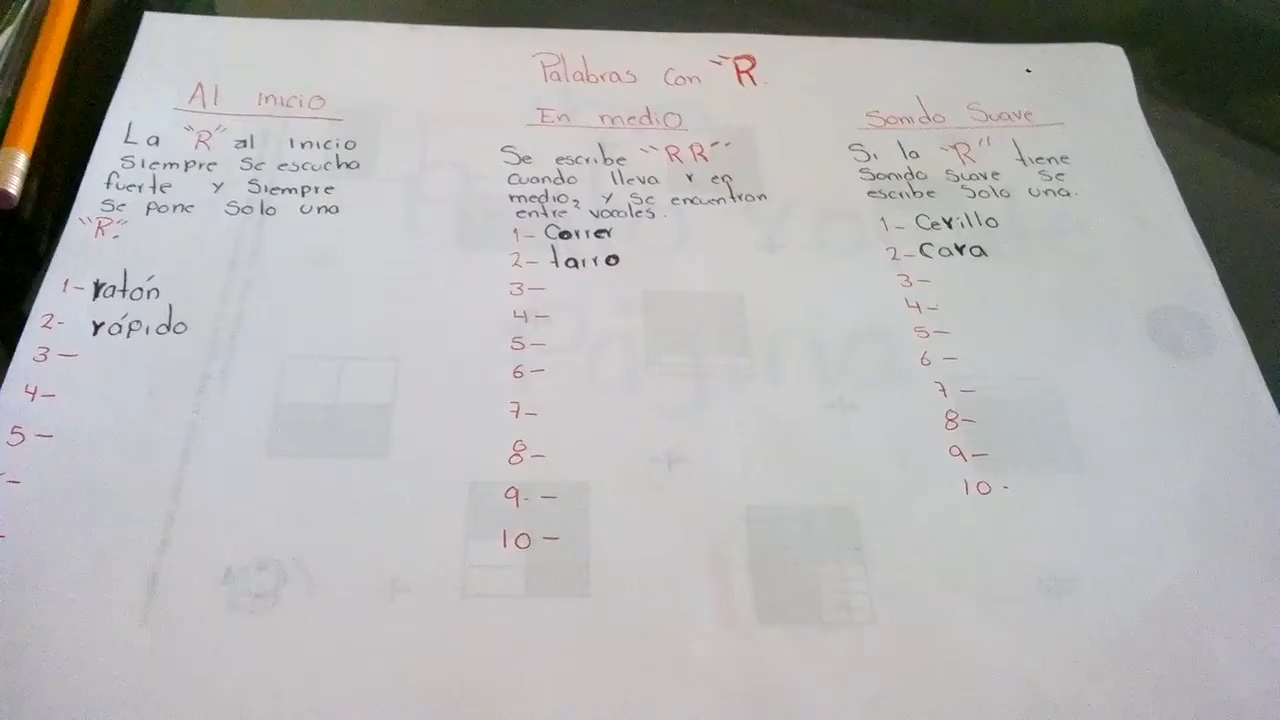 Palabras con "R
Al inicio
La "R" al inicio
siempre se escucha
fuerte y siempre
se pone solo una
"R".
1- ratón
2- rápido
3-
4-
5-
En medio
Se escribe "RR"
cuando lleva r en
medio, y se encuentran
entre vocales.
1- Correr
2- tarro
3-
4-
5-
6-
7-
8-
9.-
10-
Sonido Suave
Si la "R" tiene
Sonido Suave se
escribe Solo una.
1- Cerillo
2- Cara
3-
4-
5-
6-
7-
8-
9-
10-